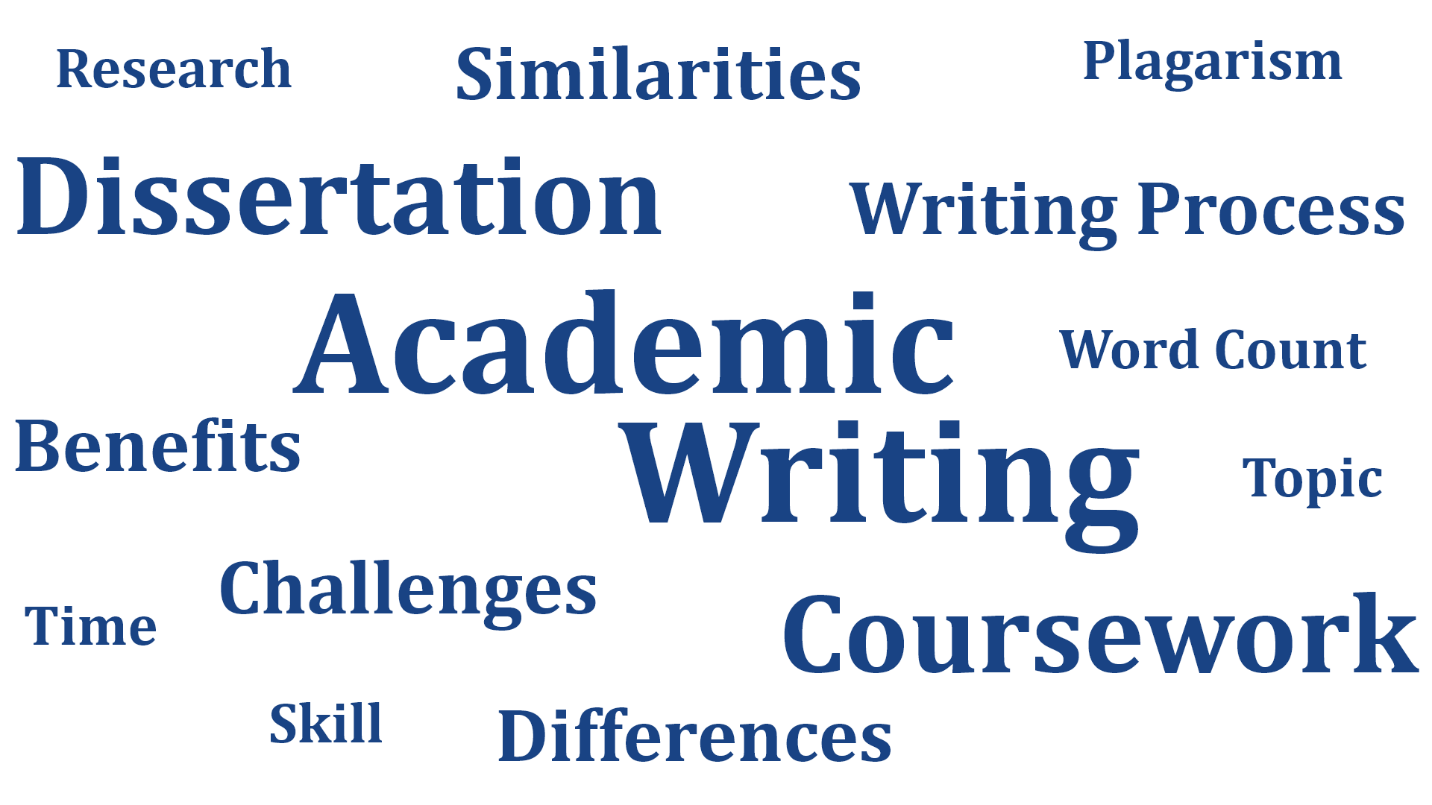 Research
Similarities
Plagarism
Dissertation
Writing Process
Academic
Word Count
Benefits
Writing
Topic
Challenges
Time
Coursework
Skill
Differences